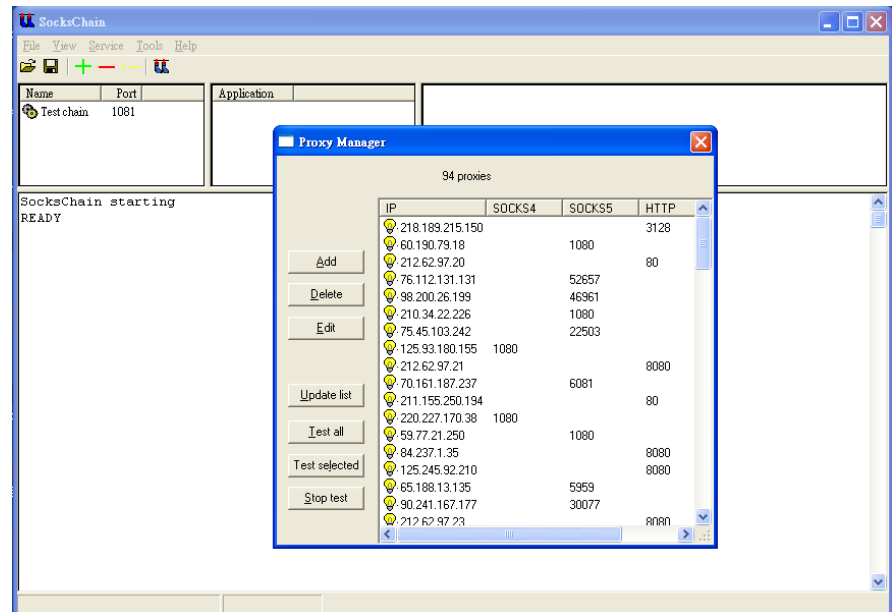 SocksChain
File View Service Tools Help
Name Port Application
Test chain 1081
SocksChain starting
READY
Proxy Manager
94 proxies
Add
Delete
Edit
Update list
Test all
Test selected
Stop test
IP SOCKS4 SOCKS5 HTTP
218.189.215.150 3128
60.190.79.18 1080
212.62.97.20 80
76.112.131.131 52657
98.200.26.199 46961
210.34.22.226 1080
75.45.103.242 22503
125.93.180.155 1080
212.62.97.21 8080
70.161.187.237 6081
211.155.250.194 80
220.227.170.38 1080
59.77.21.250 1080
84.237.1.35 8080
125.245.92.210 8080
65.188.13.135 5959
90.241.167.177 30077
212.62.97.23 8080